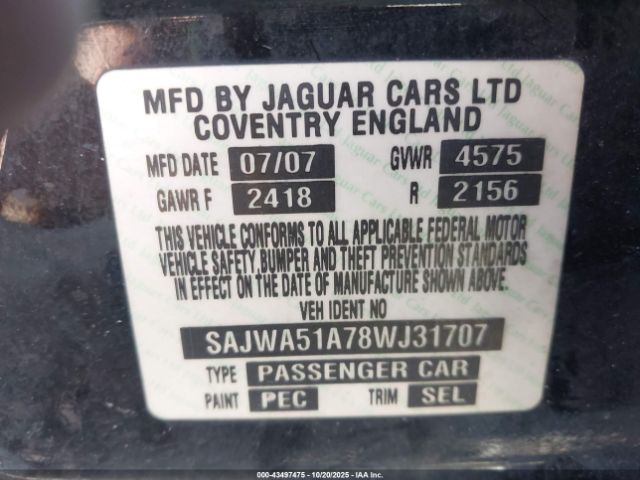 MFD BY JAGUAR CARS LTD
COVENTRY ENGLAND
MFD DATE 07/07 GVWR 4575
GAWR F 2418 R 2156
THIS VEHICLE CONFORMS TO ALL APPLICABLE FEDERAL MOTOR
VEHICLE SAFETY,BUMPER AND THEFT PREVENTION STANDARDS
IN EFFECT ON THE DATE OF MANUFACTURE SHOWN ABOVE.
VEH IDENT NO
SAJWA51A78WJ31707
TYPE PASSENGER CAR
PAINT PEC TRIM SEL
000-43497475 - 10/20/2025 - IAA Inc.